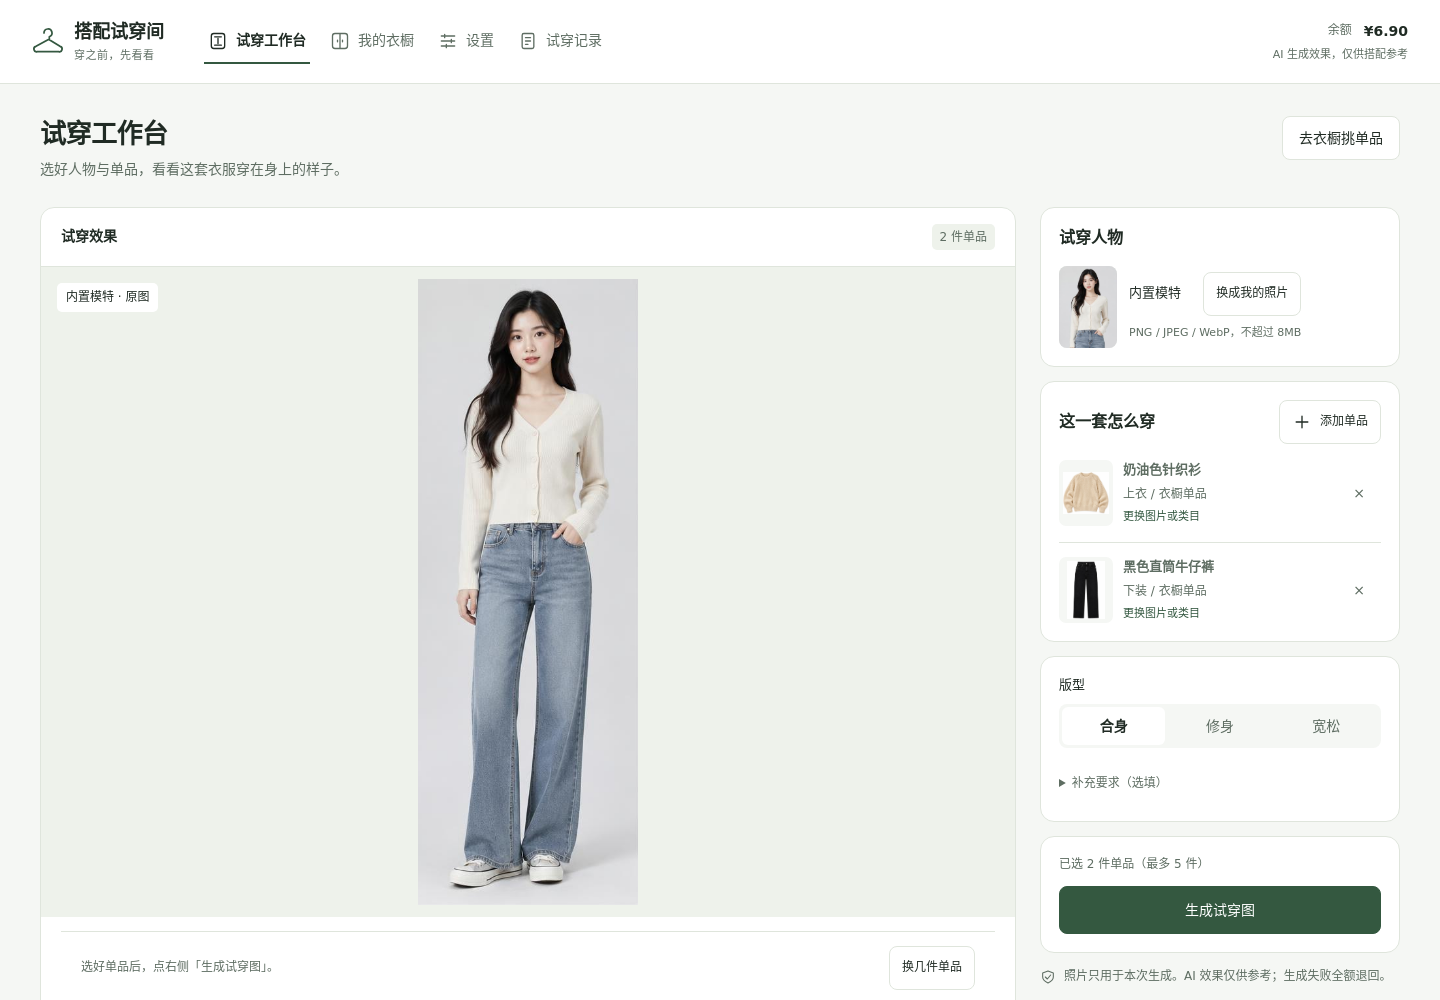 搭配试穿间
穿之前，先看看
试穿工作台
我的衣橱
设置
试穿记录
余额 ¥6.90
AI 生成效果，仅供搭配参考
试穿工作台
选好人物与单品，看看这套衣服穿在身上的样子。
去衣橱挑单品
试穿效果
2 件单品
内置模特 · 原图
选好单品后，点右侧「生成试穿图」。
换几件单品
试穿人物
内置模特
换成我的照片
PNG / JPEG / WebP，不超过 8MB
这一套怎么穿
添加单品
奶油色针织衫
上衣 / 衣橱单品
更换图片或类目
×
黑色直筒牛仔裤
下装 / 衣橱单品
更换图片或类目
×
版型
合身
修身
宽松
▶ 补充要求（选填）
已选 2 件单品（最多 5 件）
生成试穿图
照片只用于本次生成。AI 效果仅供参考；生成失败全额退回。